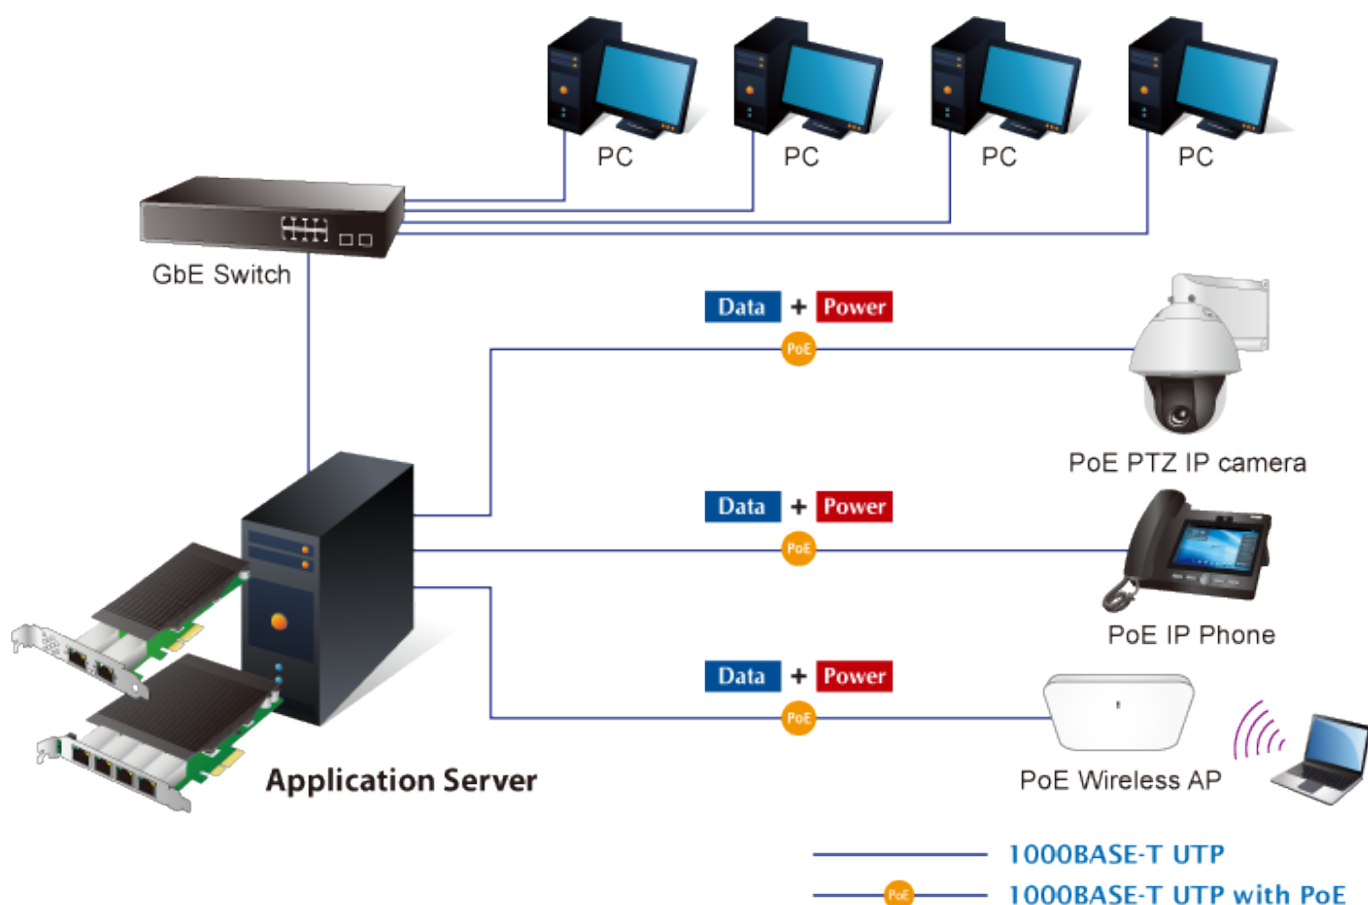 PC
PC
PC
PC
GbE Switch
Data + Power
PoE
PoE PTZ IP camera
Data + Power
PoE
PoE IP Phone
Data + Power
PoE
PoE Wireless AP
Application Server
1000BASE-T UTP
PoE
1000BASE-T UTP with PoE